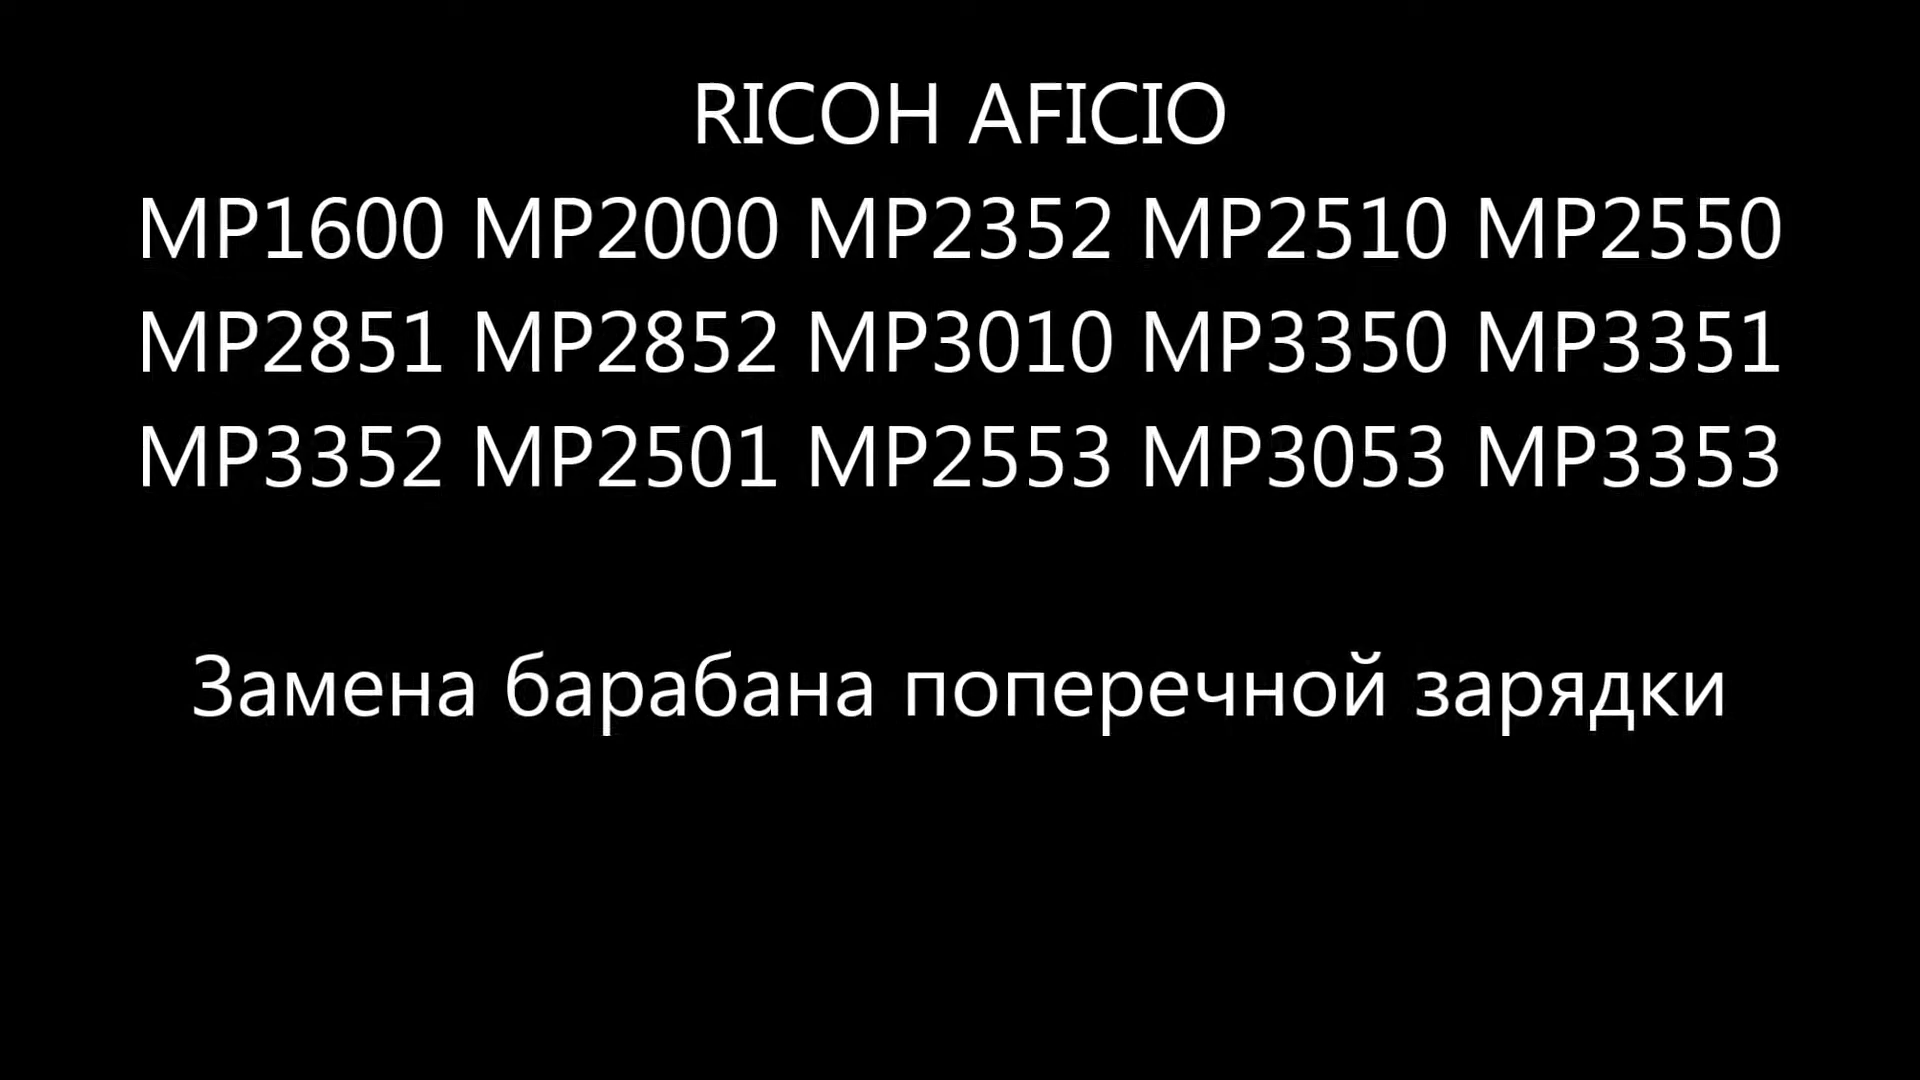 RICOH AFICIO
MP1600 MP2000 MP2352 MP2510 MP2550
MP2851 MP2852 MP3010 MP3350 MP3351
MP3352 MP2501 MP2553 MP3053 MP3353
Замена барабана поперечной зарядки